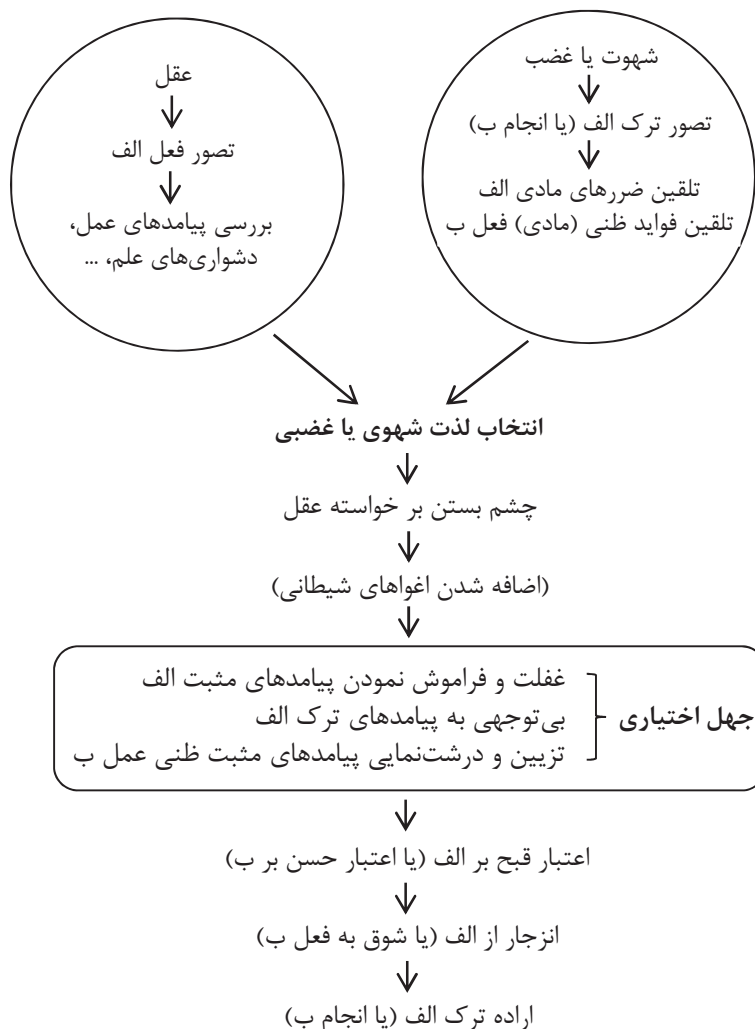 شهوت یا غضب
تصور ترک الف (یا انجام ب)
تلقین ضررهای مادی الف
تلقین فواید ظنی (مادی) فعل ب
عقل
تصور فعل الف
بررسی پیامدهای عمل،
دشواری‌های علم، ...
انتخاب لذت شهوی یا غضبی
چشم بستن بر خواسته عقل
(اضافه شدن اغواهای شیطانی)
جهل اختیاری
غفلت و فراموش نمودن پیامدهای مثبت الف
بی‌توجهی به پیامدهای ترک الف
تزیین و درشت‌نمایی پیامدهای مثبت ظنی عمل ب
اعتبار قبح بر الف (یا اعتبار حسن بر ب)
انزجار از الف (یا شوق به فعل ب)
اراده ترک الف (یا انجام ب)